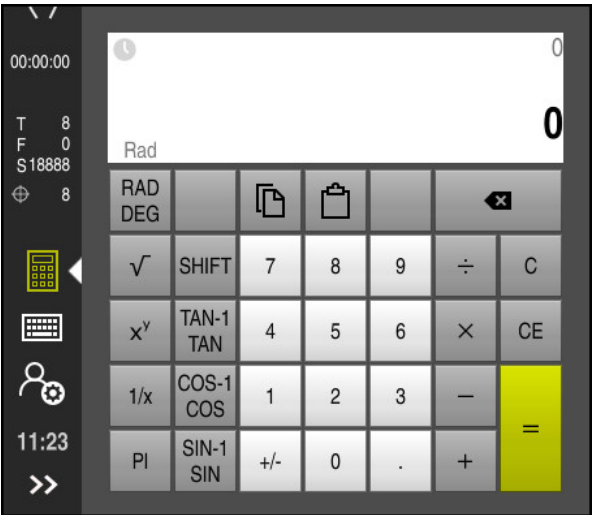 00:00:00
T 8
F 0
S18888
8
11:23
0
0
Rad
RAD
DEG
√ SHIFT 7 8 9 ÷ C
xʸ TAN-1
TAN 4 5 6 × CE
1/x COS-1
COS 1 2 3 − =
PI SIN-1
SIN +/- 0 . +